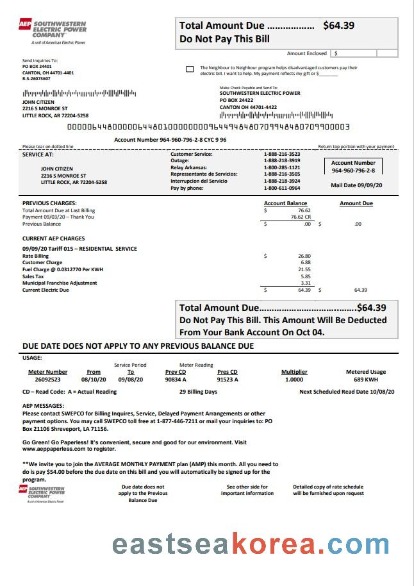 AEP SOUTHWESTERN
ELECTRIC POWER
COMPANY
A unit of American Electric Power
Total Amount Due ................. $64.39
Do Not Pay This Bill
Amount Enclosed $
Send Inquiries To:
PO BOX 24401
CANTON, OH 44701-4401
The Neighbour to Neighbour program helps disadvantaged customers pay their
electric bill. I want to help. My payment reflects my gift or $
JOHN CITIZEN
2216 S MONROE ST
LITTLE ROCK, AR 72204-5258
Make Check Payable and Send To:
SOUTHWESTERN ELECTRIC POWER
PO BOX 24422
CANTON OH 44701-4422
Account Number 964-960-796-2-8 CYC 9 96
Please tear on dotted line
Return top portion with your payment
SERVICE AT:
JOHN CITIZEN
2216 S MONROE ST
LITTLE ROCK, AR 72204-5258
Customer Service: 1-888-216-3523
Outage: 1-888-218-3919
Relay Arkansas: 1-800-285-1121
Representante de Servicios: 1-888-216-3505
Interrupcion del Servicio 1-888-218-3924
Pay by phone: 1-800-611-0964
Account Number
964-960-796-2-8
Mail Date 09/09/20
PREVIOUS CHARGES: Account Balance Amount Due
Total Amount Due at Last Billing $ 76.62
Payment 09/03/20 – Thank You 76.62 CR
Previous Balance $ .00 $ .00
CURRENT AEP CHARGES
09/09/20 Tariff 015 – RESIDENTIAL SERVICE
Rate Billing $ 26.80
Customer Charge 6.88
Fuel Charge @ 0.0312770 Per KWH 21.55
Sales Tax 5.85
Municipal Franchise Adjustment 3.31
Current Electric Due $ 64.39 $ 64.39
Total Amount Due.......................................$64.39
Do Not Pay This Bill. This Amount Will Be Deducted
From Your Bank Account On Oct 04.
DUE DATE DOES NOT APPLY TO ANY PREVIOUS BALANCE DUE
USAGE:
Service Period Meter Reading
Meter Number From To Prev CD Pres CD Multiplier Metered Usage
26092523 08/10/20 09/08/20 90834 A 91523 A 1.0000 689 KWH
CD – Read Code: A = Actual Reading 29 Billing Days Next Scheduled Read Date 10/08/20
AEP MESSAGES:
Please contact SWEPCO for Billing Inquires, Service, Delayed Payment Arrangements or other
payment options. You may call SWEPCO toll free at 1-877-446-7211 or mail your inquiries to: PO
Box 21106 Shreveport, LA 71156.
Go Green! Go Paperless! It's convenient, secure and good for our environment. Visit
www.aeppaperless.com to register.
**We invite you to join the AVERAGE MONTHLY PAYMENT plan (AMP) this month. All you need
do is pay $54.00 before the due date on this bill and you will automatically be signed up for the
program.
AEP SOUTHWESTERN
ELECTRIC POWER
COMPANY
A unit of American Electric Power
Due date does not
apply to the Previous
Balance Due
See other side for
Important Information
Detailed copy of rate schedule
will be furnished upon request
eastseakorea.com